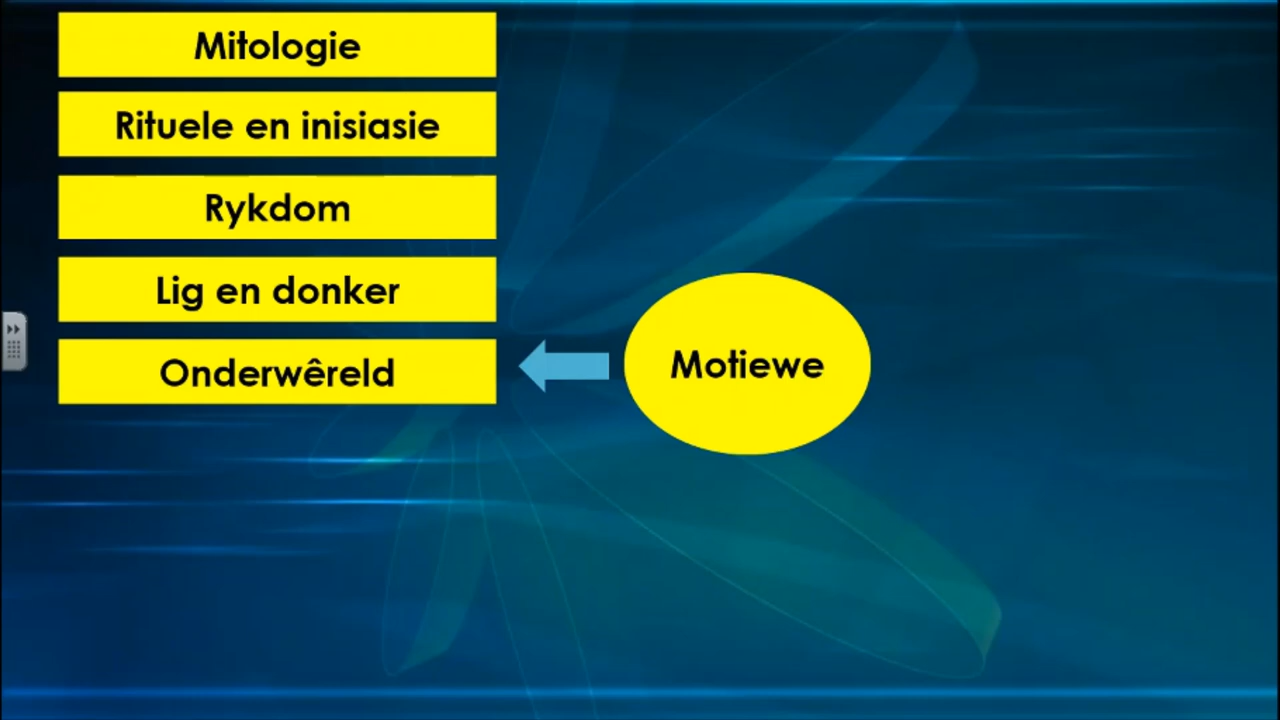 Mitologie
Rituele en inisiasie
Rykdom
Lig en donker
Onderwêreld
Motiewe